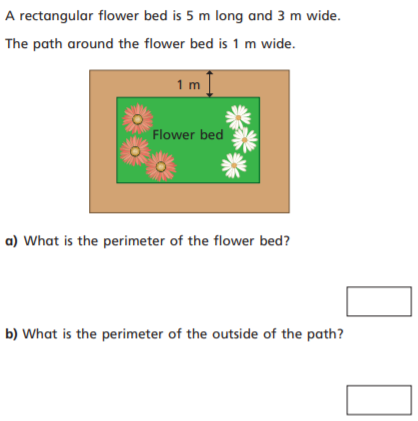 A rectangular flower bed is 5 m long and 3 m wide.
The path around the flower bed is 1 m wide.
1 m
Flower bed
a) What is the perimeter of the flower bed?
b) What is the perimeter of the outside of the path?